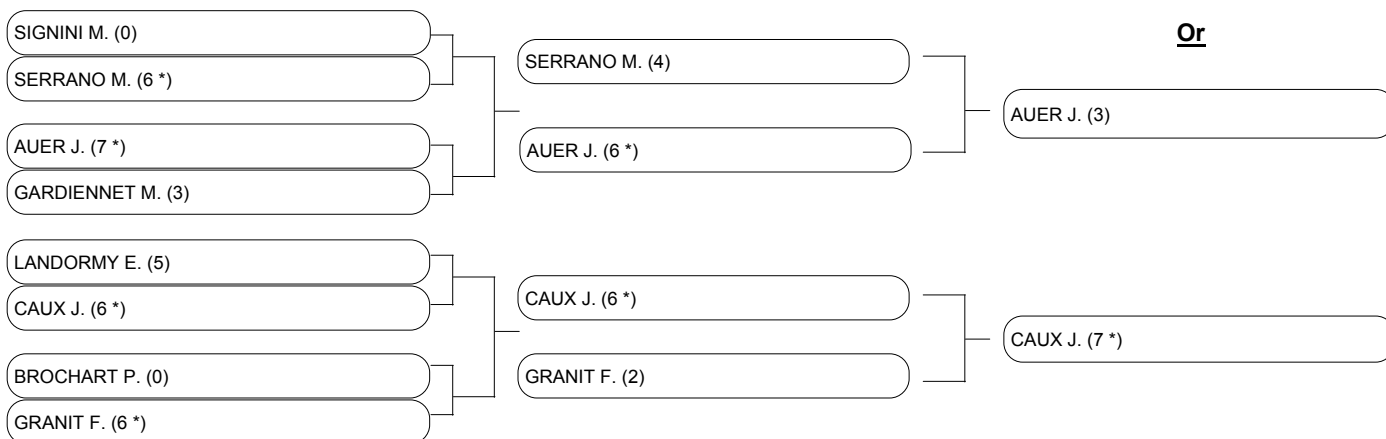 SIGNINI M. (0)
SERRANO M. (6 *)
AUER J. (7 *)
GARDIENNET M. (3)
LANDORMY E. (5)
CAUX J. (6 *)
BROCHART P. (0)
GRANIT F. (6 *)
SERRANO M. (4)
AUER J. (6 *)
CAUX J. (6 *)
GRANIT F. (2)
Or
AUER J. (3)
CAUX J. (7 *)